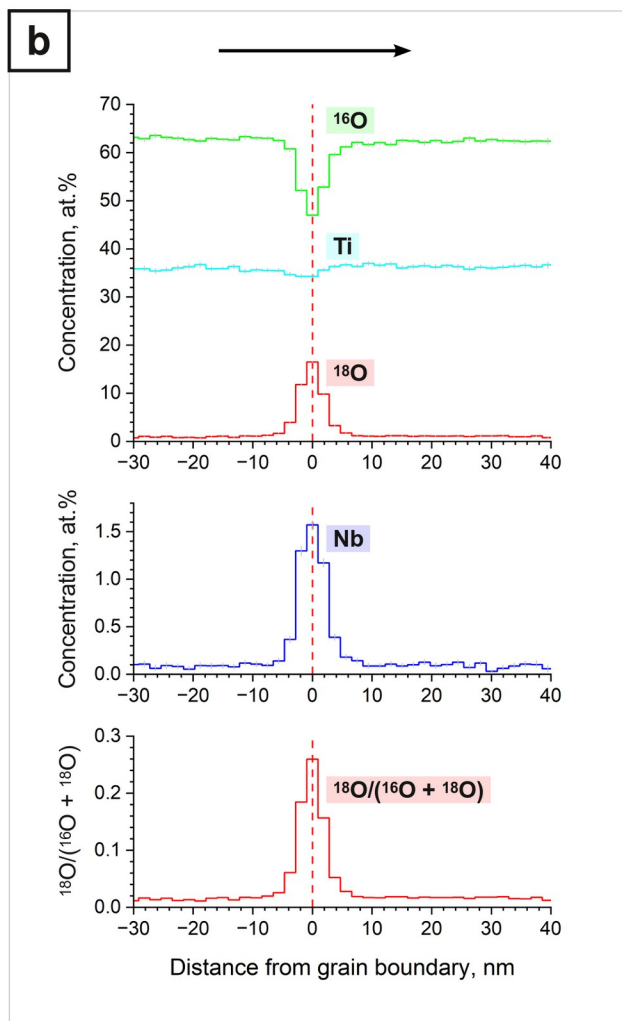 b
70
60
50
40
30
20
10
0
Concentration, at.%
¹⁶O
Ti
¹⁸O
−30 −20 −10 0 10 20 30 40
1.5
1.0
0.5
0.0
Concentration, at.%
Nb
−30 −20 −10 0 10 20 30 40
0.3
0.2
0.1
0.0
¹⁸O/(¹⁶O + ¹⁸O)
¹⁸O/(¹⁶O + ¹⁸O)
−30 −20 −10 0 10 20 30 40
Distance from grain boundary, nm